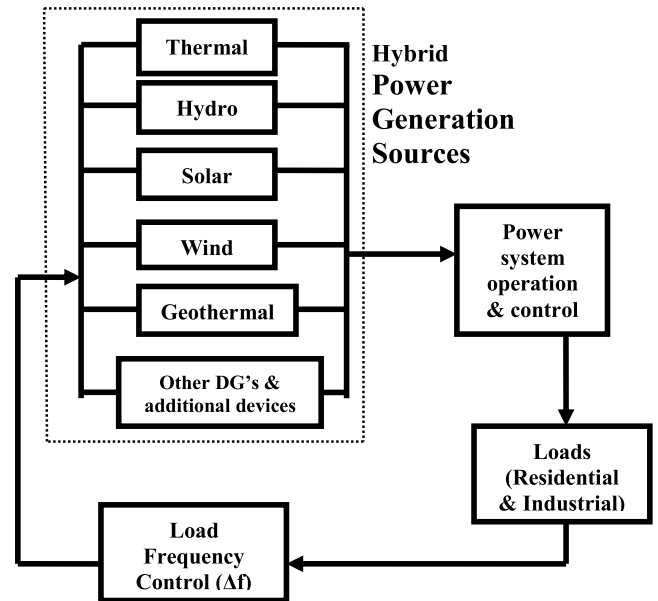 Thermal
Hydro
Solar
Wind
Geothermal
Other DG's &
additional devices
Hybrid
Power
Generation
Sources
Power
system
operation
& control
Loads
(Residential
& Industrial)
Load
Frequency
Control (Δf)